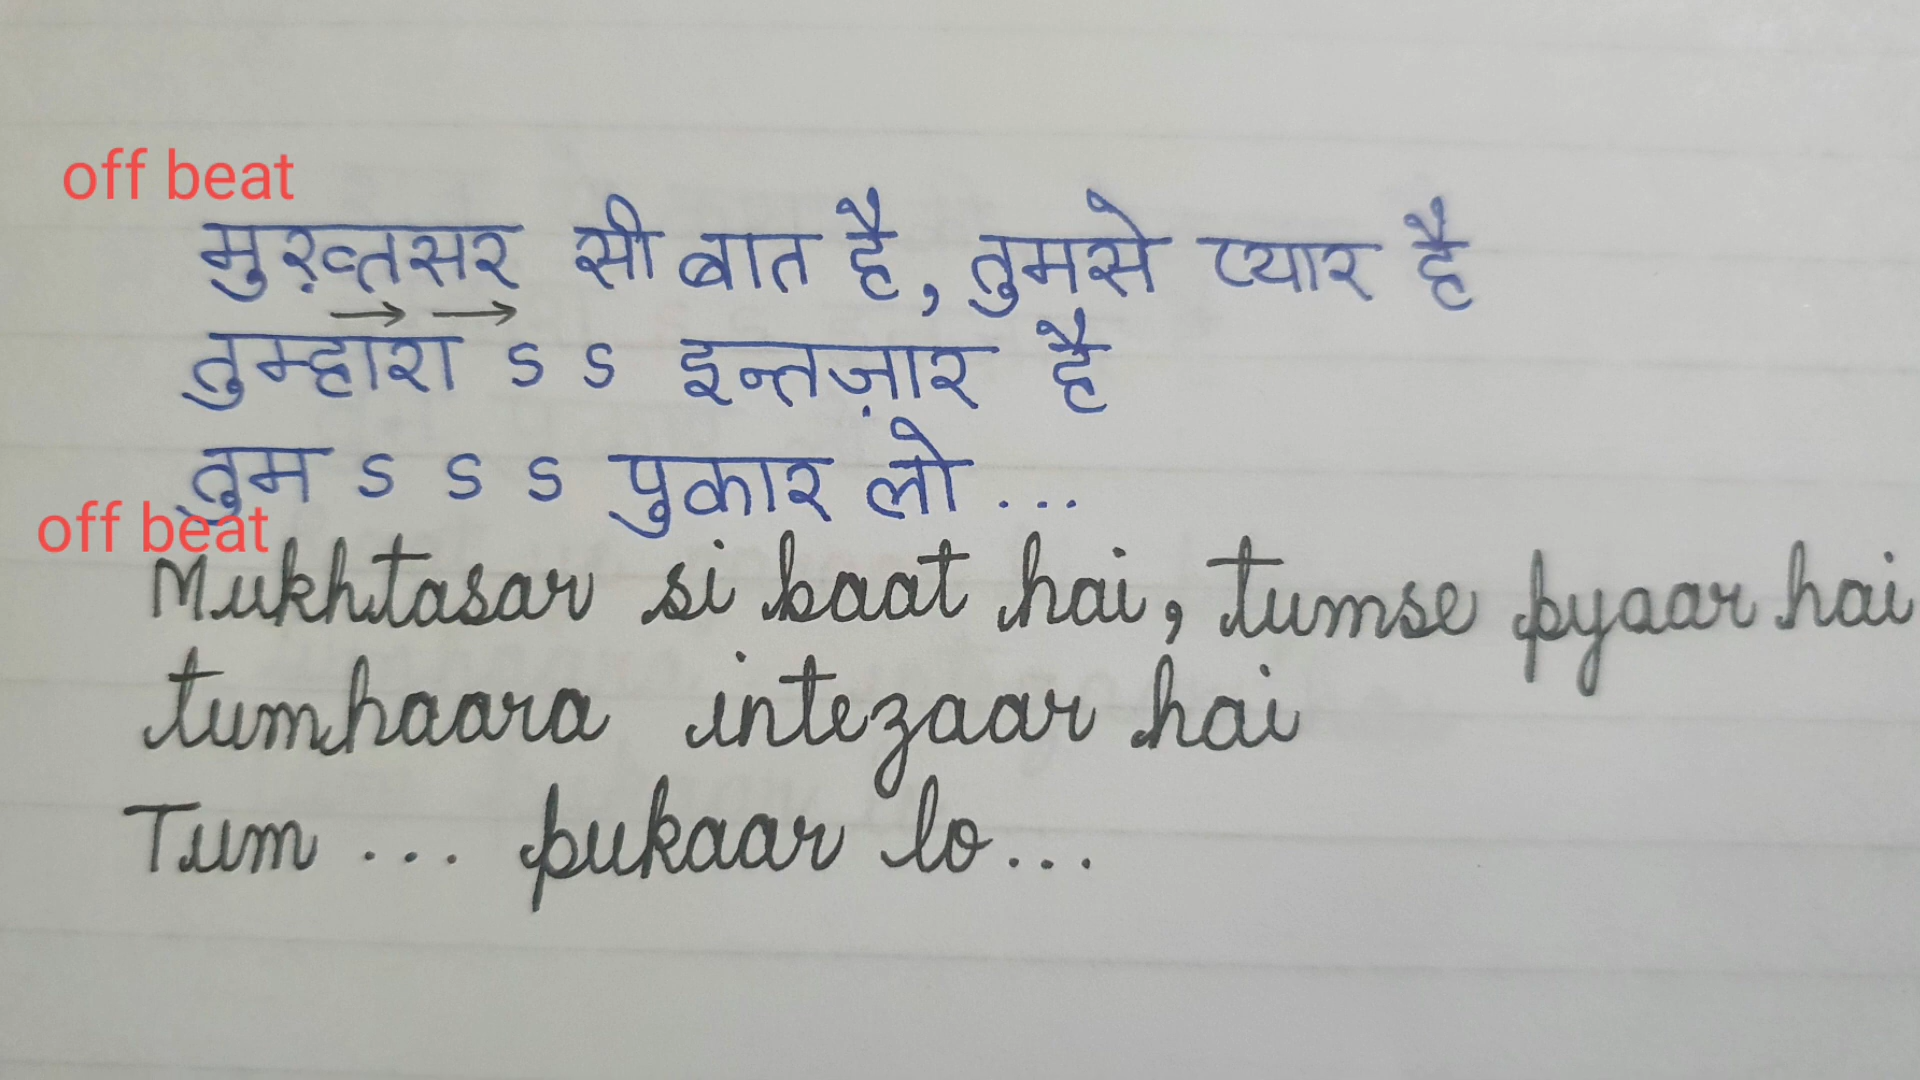 off beat
मुख़्तसर सी बात है, तुमसे प्यार है
→ →
तुम्हारा ऽ ऽ इन्तज़ार है
तुम ऽ ऽ ऽ पुकार लो...
off beat
Mukhtasar si baat hai, tumse pyaar hai
tumhaara intezaar hai
Tum ... pukaar lo...